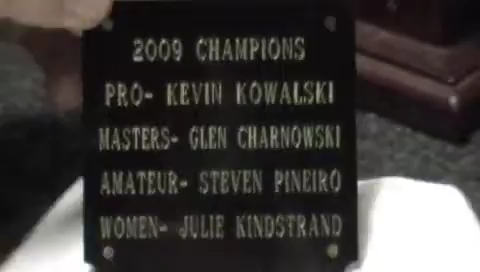 2009 CHAMPIONS
PRO- KEVIN KOWALSKI
MASTERS- GLEN CHARNOWSKI
AMATEUR- STEVEN PINEIRO
WOMEN- JULIE KINDSTRAND